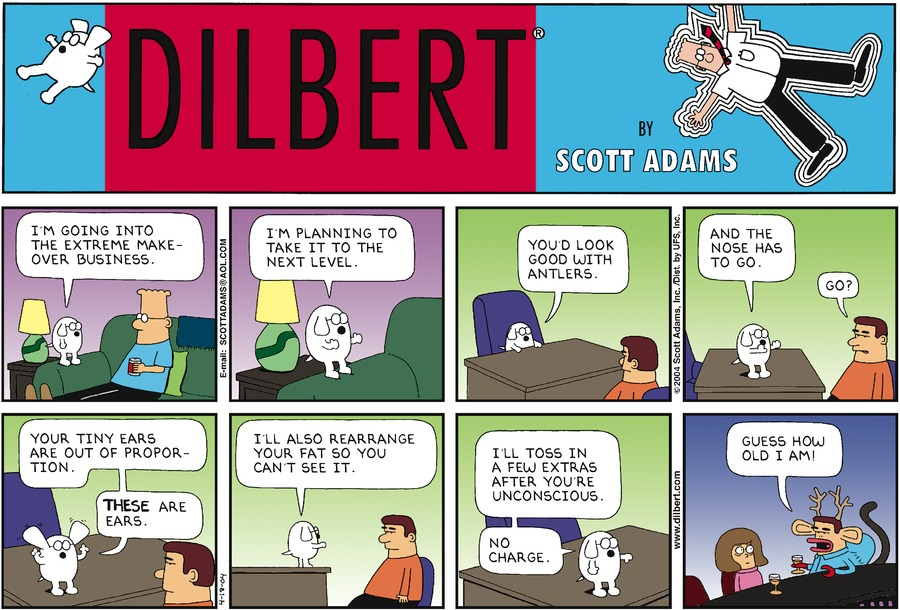 DILBERT®
BY
SCOTT ADAMS
I'M GOING INTO
THE EXTREME MAKE-
OVER BUSINESS.
E-mail: SCOTTADAMS@AOL.COM
I'M PLANNING TO
TAKE IT TO THE
NEXT LEVEL.
YOU'D LOOK
GOOD WITH
ANTLERS.
© 2004 Scott Adams, Inc./Dist. by UFS, Inc.
AND THE
NOSE HAS
TO GO.
GO?
YOUR TINY EARS
ARE OUT OF PROPOR-
TION.
THESE ARE
EARS.
4-18-04
I'LL ALSO REARRANGE
YOUR FAT SO YOU
CAN'T SEE IT.
I'LL TOSS IN
A FEW EXTRAS
AFTER YOU'RE
UNCONSCIOUS.
NO
CHARGE.
www.dilbert.com
GUESS HOW
OLD I AM!